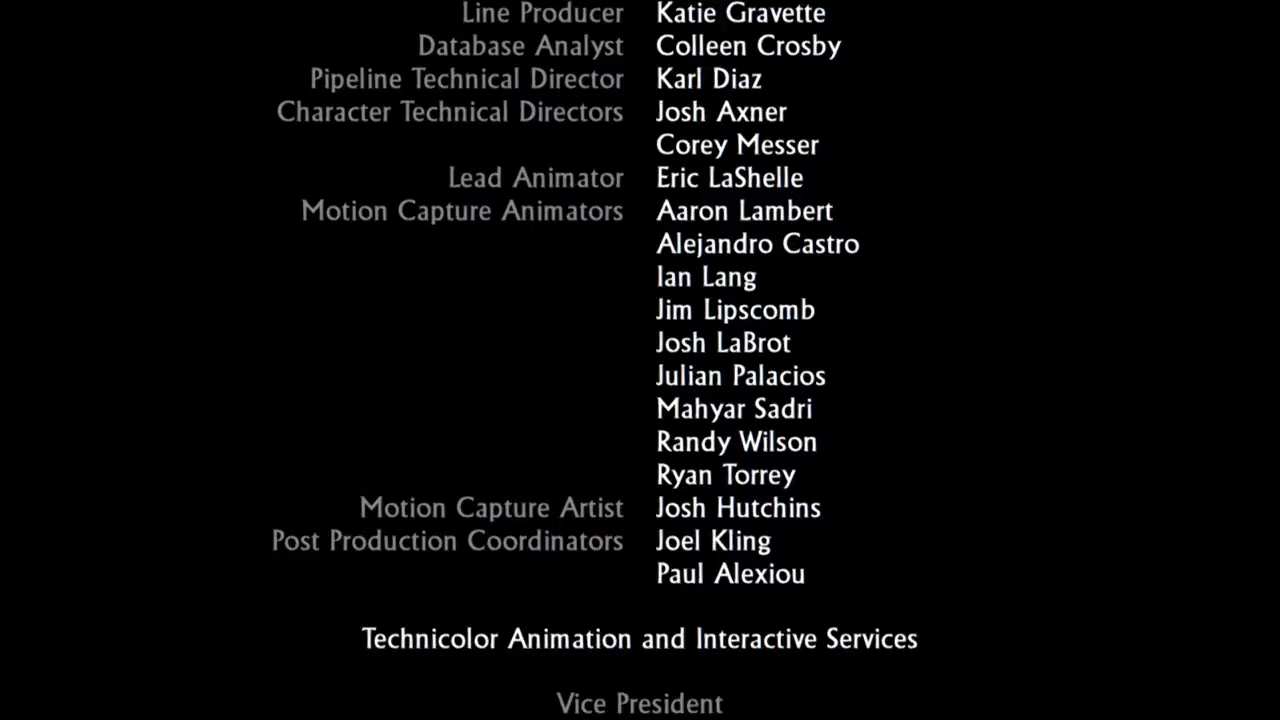 Line Producer Katie Gravette
Database Analyst Colleen Crosby
Pipeline Technical Director Karl Diaz
Character Technical Directors Josh Axner
Corey Messer
Lead Animator Eric LaShelle
Motion Capture Animators Aaron Lambert
Alejandro Castro
Ian Lang
Jim Lipscomb
Josh LaBrot
Julian Palacios
Mahyar Sadri
Randy Wilson
Ryan Torrey
Motion Capture Artist Josh Hutchins
Post Production Coordinators Joel Kling
Paul Alexiou
Technicolor Animation and Interactive Services
Vice President